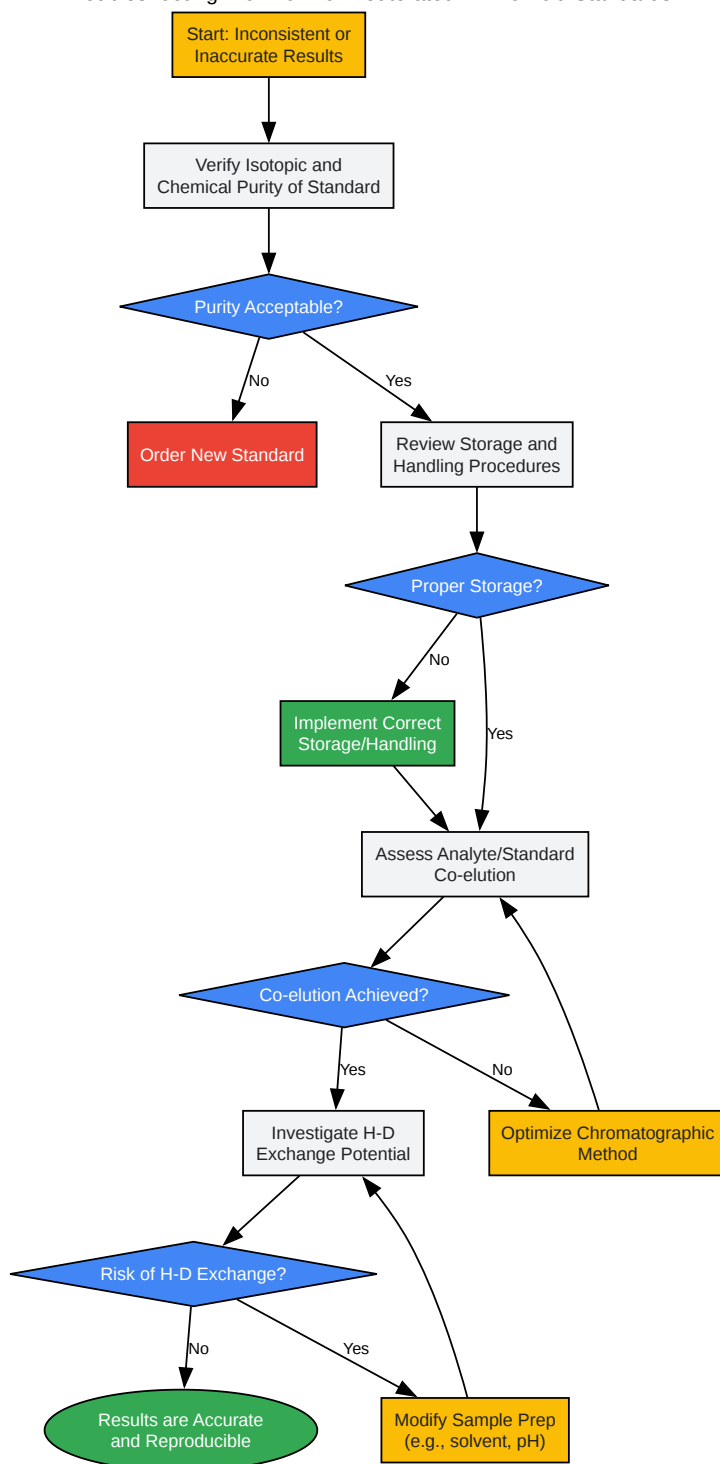 Start: Inconsistent or
Inaccurate Results
Verify Isotopic and
Chemical Purity of Standard
Purity Acceptable?
No
Yes
Order New Standard
Review Storage and
Handling Procedures
Proper Storage?
No
Implement Correct
Storage/Handling
Yes
Assess Analyte/Standard
Co-elution
Co-elution Achieved?
Yes
No
Investigate H-D
Exchange Potential
Optimize Chromatographic
Method
Risk of H-D Exchange?
No
Yes
Results are Accurate
and Reproducible
Modify Sample Prep
(e.g., solvent, pH)